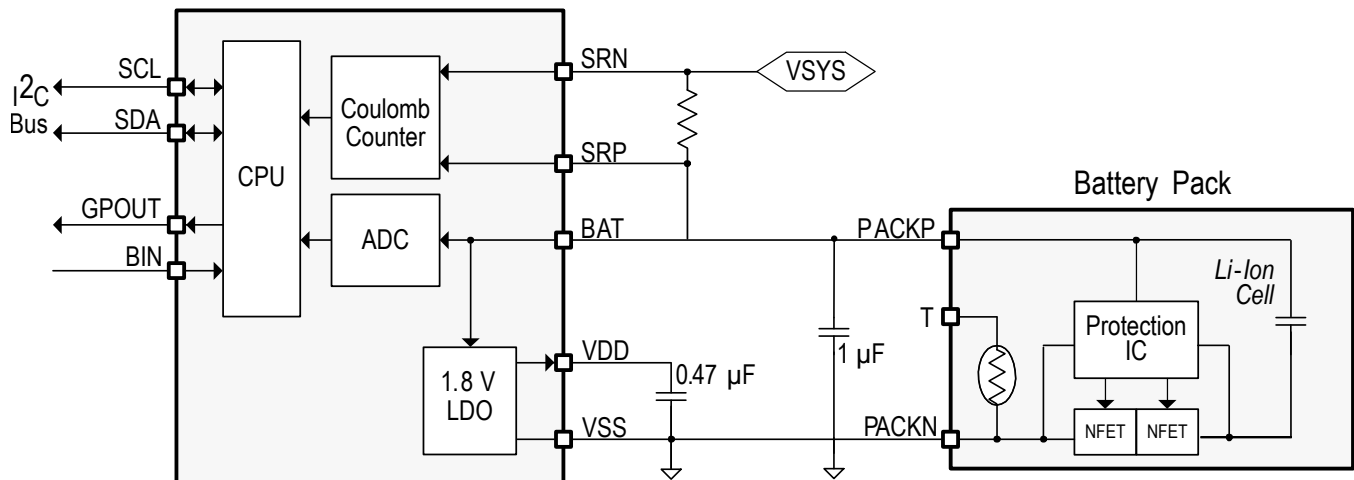 SCL
I2C
Bus
SDA
GPOUT
BIN
CPU
Coulomb
Counter
ADC
1.8 V
LDO
SRN
SRP
BAT
VDD
VSS
VSYS
0.47 µF
1 µF
Battery Pack
PACKP
T
PACKN
Protection
IC
NFET
NFET
Li-Ion
Cell